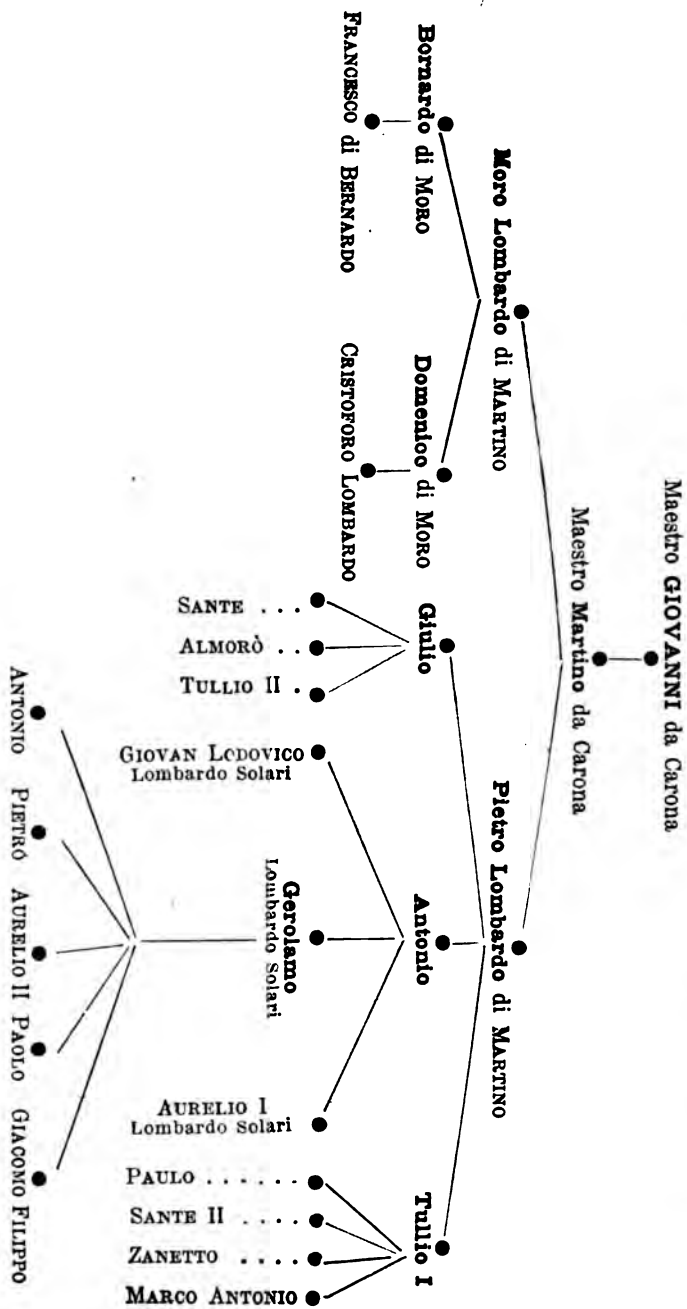 Maestro GIOVANNI da Carona
Maestro Martino da Carona
Moro Lombardo di MARTINO
Pietro Lombardo di MARTINO
Bornardo di MORO
Domenico di MORO
Giulio
Antonio
Tullio I
FRANCESCO di BERNARDO
CRISTOFORO LOMBARDO
SANTE . . .
ALMORÒ . .
TULLIO II .
GIOVAN LODOVICO
Lombardo Solari
Gerolamo
Lombardo Solari
AURELIO I
Lombardo Solari
PAULO . . . . . .
SANTE II . . . .
ZANETTO . . . .
MARCO ANTONIO
ANTONIO
PIETRO
AURELIO II
PAOLO
GIACOMO FILIPPO